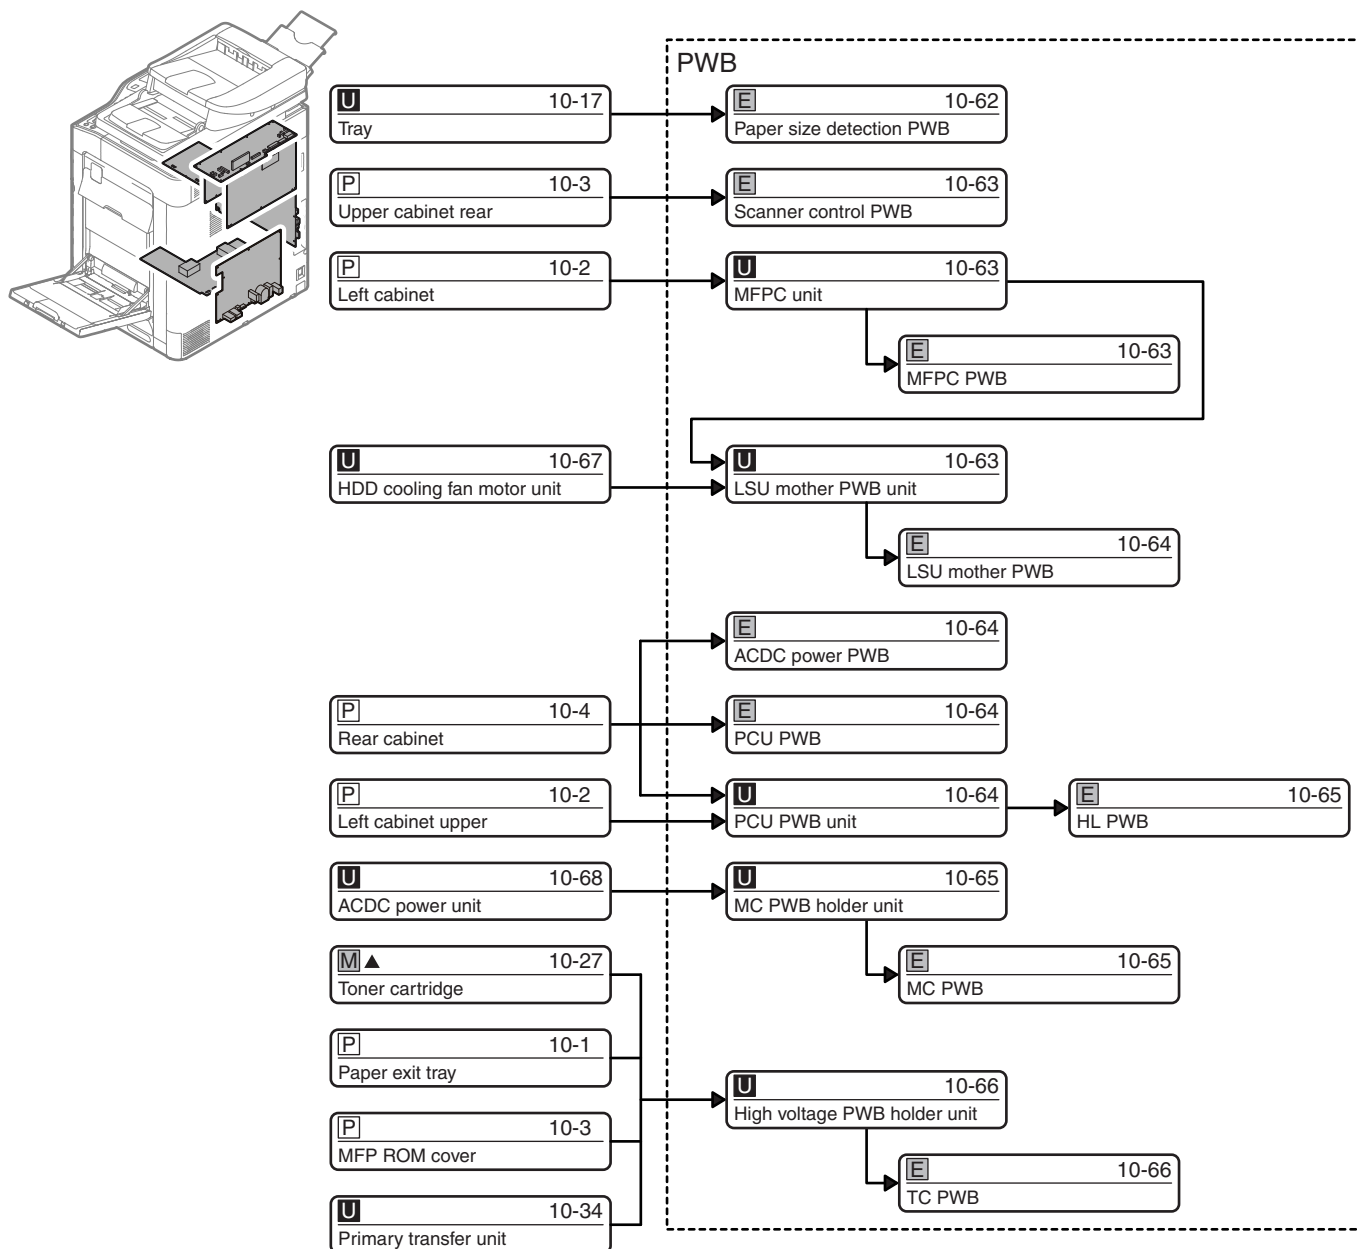 PWB
U 10-17
Tray
E 10-62
Paper size detection PWB
P 10-3
Upper cabinet rear
E 10-63
Scanner control PWB
P 10-2
Left cabinet
U 10-63
MFPC unit
E 10-63
MFPC PWB
U 10-67
HDD cooling fan motor unit
U 10-63
LSU mother PWB unit
E 10-64
LSU mother PWB
E 10-64
ACDC power PWB
P 10-4
Rear cabinet
E 10-64
PCU PWB
P 10-2
Left cabinet upper
U 10-64
PCU PWB unit
E 10-65
HL PWB
U 10-68
ACDC power unit
U 10-65
MC PWB holder unit
M ▲ 10-27
Toner cartridge
E 10-65
MC PWB
P 10-1
Paper exit tray
U 10-66
High voltage PWB holder unit
P 10-3
MFP ROM cover
E 10-66
TC PWB
U 10-34
Primary transfer unit